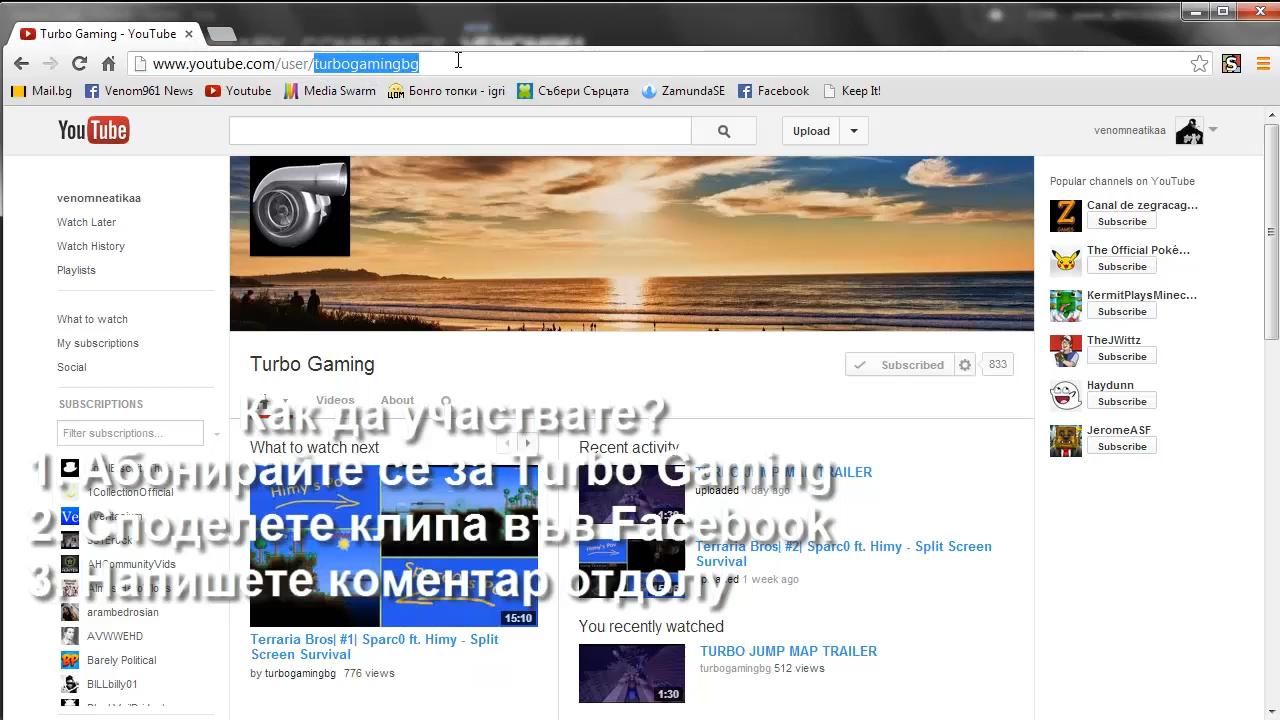 Turbo Gaming - YouTube
www.youtube.com/user/turbogamingbg
Mail.bg
Venom961 News
Youtube
Media Swarm
Бонго топки - igri
Събери Сърцата
ZamundaSE
Facebook
Keep It!
YouTube
Upload
venomneatikaa
venomneatikaa
Watch Later
Watch History
Playlists
What to watch
My subscriptions
Social
SUBSCRIPTIONS
Filter subscriptions...
1CollectionOfficial
AHCommunityVids
arambedrosian
AVWWEHD
Barely Political
BILLbilly01
Turbo Gaming
Subscribed
833
Videos
About
Как да участвате?
1. Абонирайте се за Turbo Gaming
2. Споделете клипа във Facebook
3. Напишете коментар отдолу
What to watch next
15:10
Terraria Bros| #1| Sparc0 ft. Himy - Split
Screen Survival
by turbogamingbg 776 views
Recent activity
TURBO JUMP MAP TRAILER
uploaded 1 day ago
Terraria Bros| #2| Sparc0 ft. Himy - Split Screen
Survival
uploaded 1 week ago
You recently watched
TURBO JUMP MAP TRAILER
turbogamingbg 512 views
1:30
Popular channels on YouTube
Canal de zegracag...
Subscribe
The Official Poké...
Subscribe
KermitPlaysMinec...
Subscribe
TheJWittz
Subscribe
Haydunn
Subscribe
JeromeASF
Subscribe